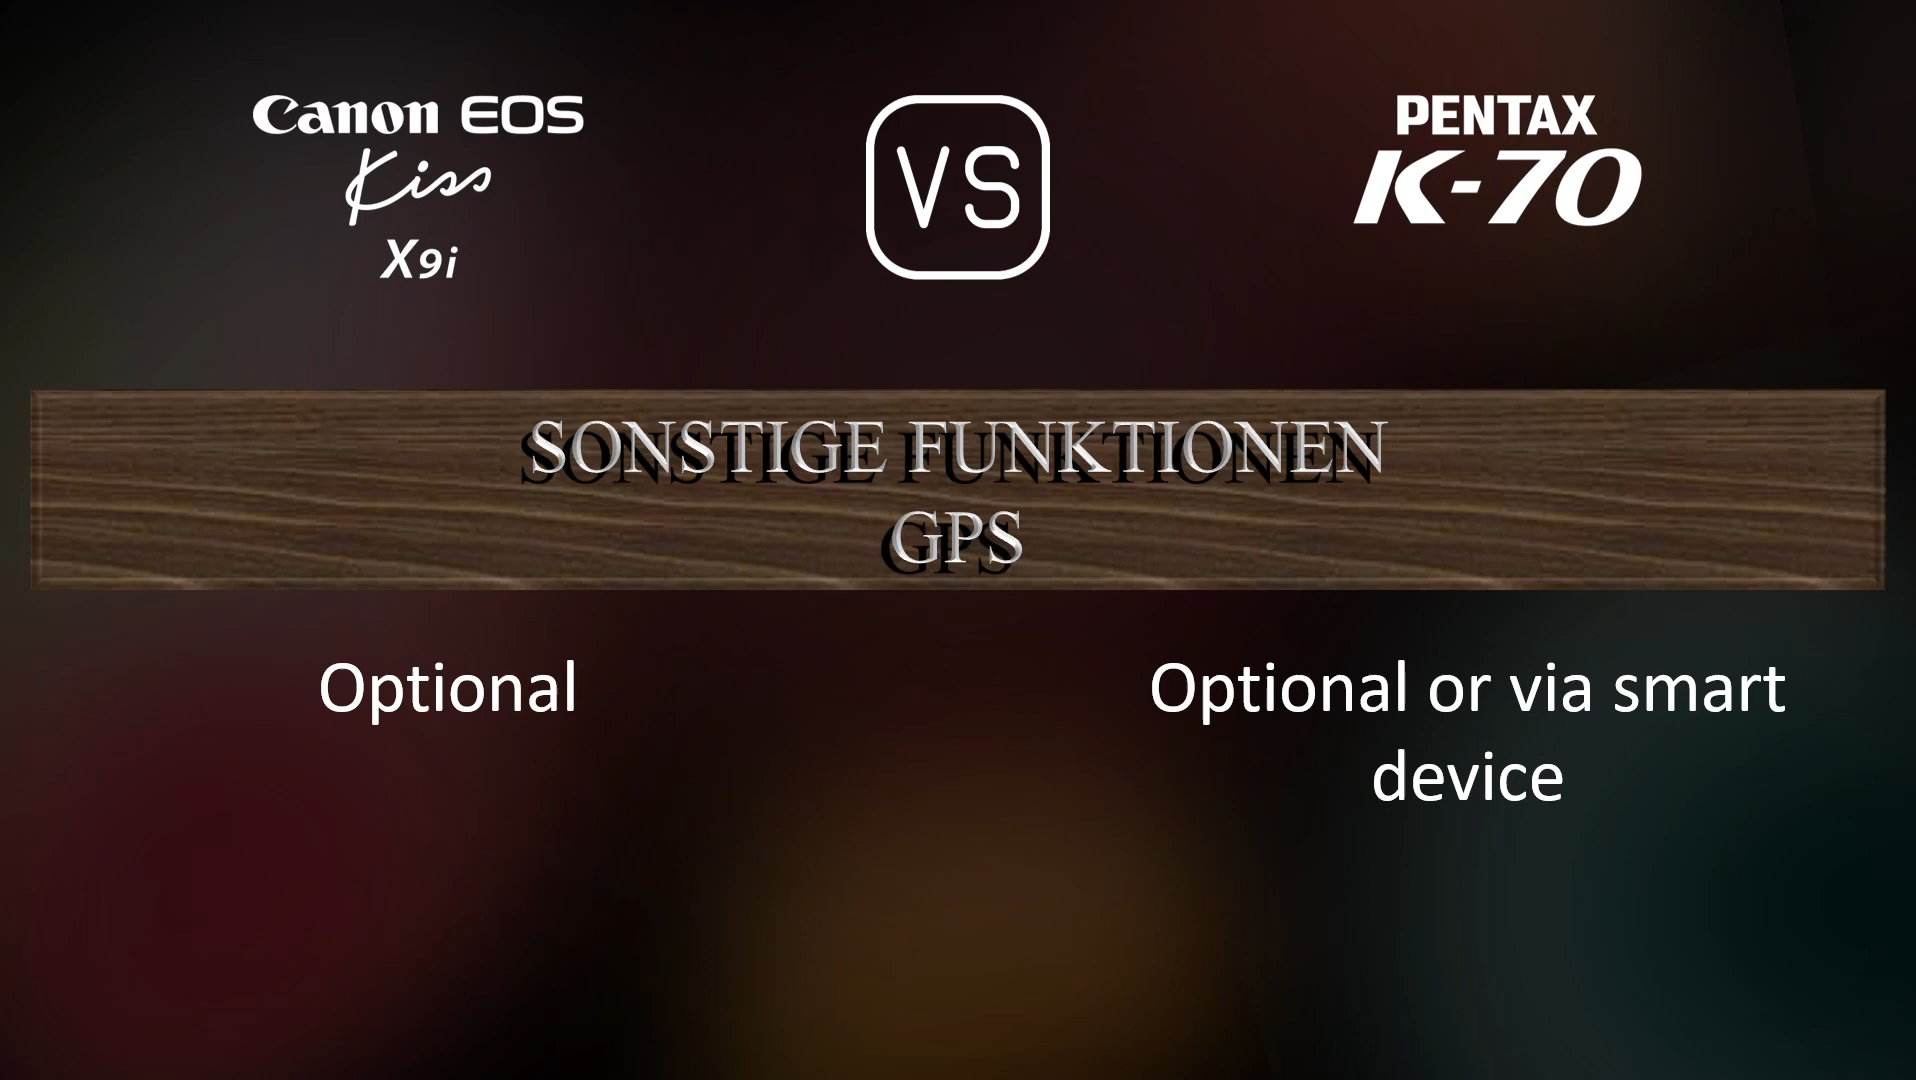 Canon EOS
Kiss
X9i
VS
PENTAX
K-70
SONSTIGE FUNKTIONEN
GPS
Optional
Optional or via smart
device